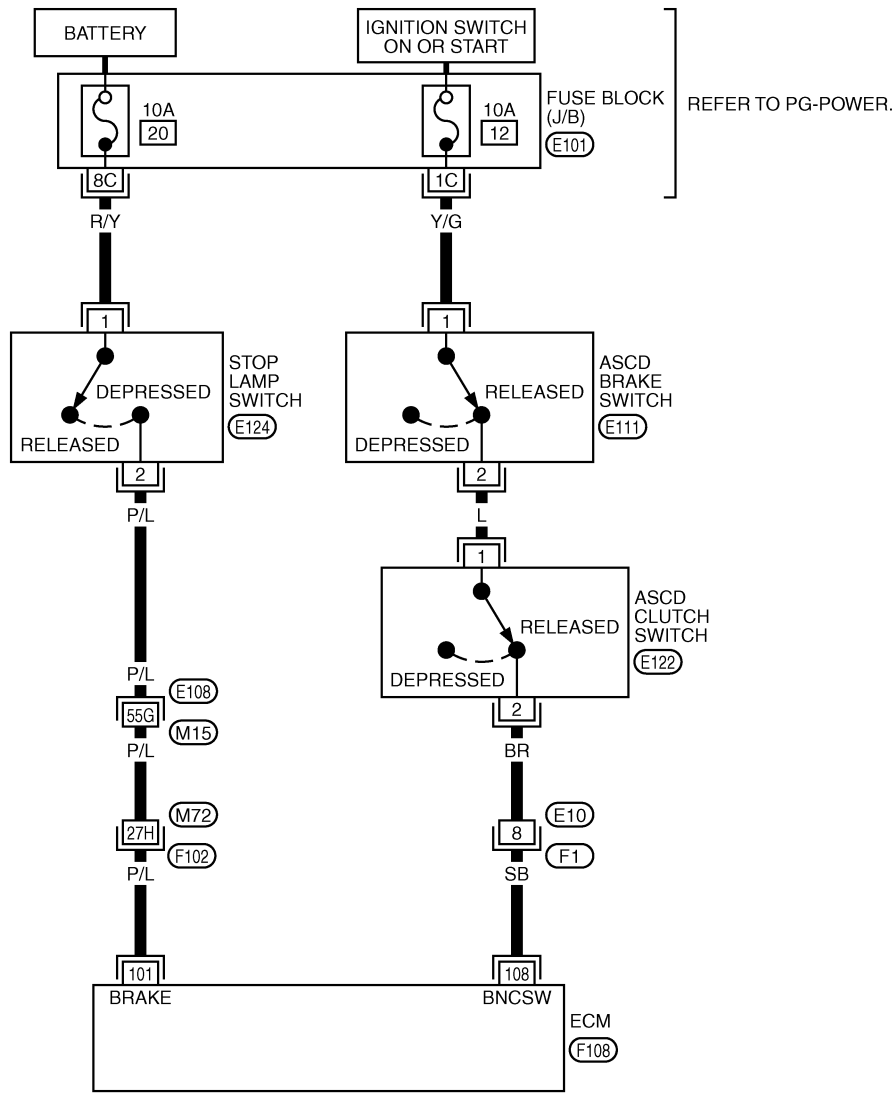 BATTERY
IGNITION SWITCH
ON OR START
10A
20
10A
12
FUSE BLOCK
(J/B)
E101
REFER TO PG-POWER.
8C
1C
R/Y
Y/G
1
1
DEPRESSED
RELEASED
STOP
LAMP
SWITCH
E124
RELEASED
DEPRESSED
ASCD
BRAKE
SWITCH
E111
2
2
P/L
L
1
RELEASED
DEPRESSED
ASCD
CLUTCH
SWITCH
E122
P/L
E108
55G
M15
P/L
2
BR
M72
27H
F102
P/L
E10
8
F1
SB
101
108
BRAKE
BNCSW
ECM
F108